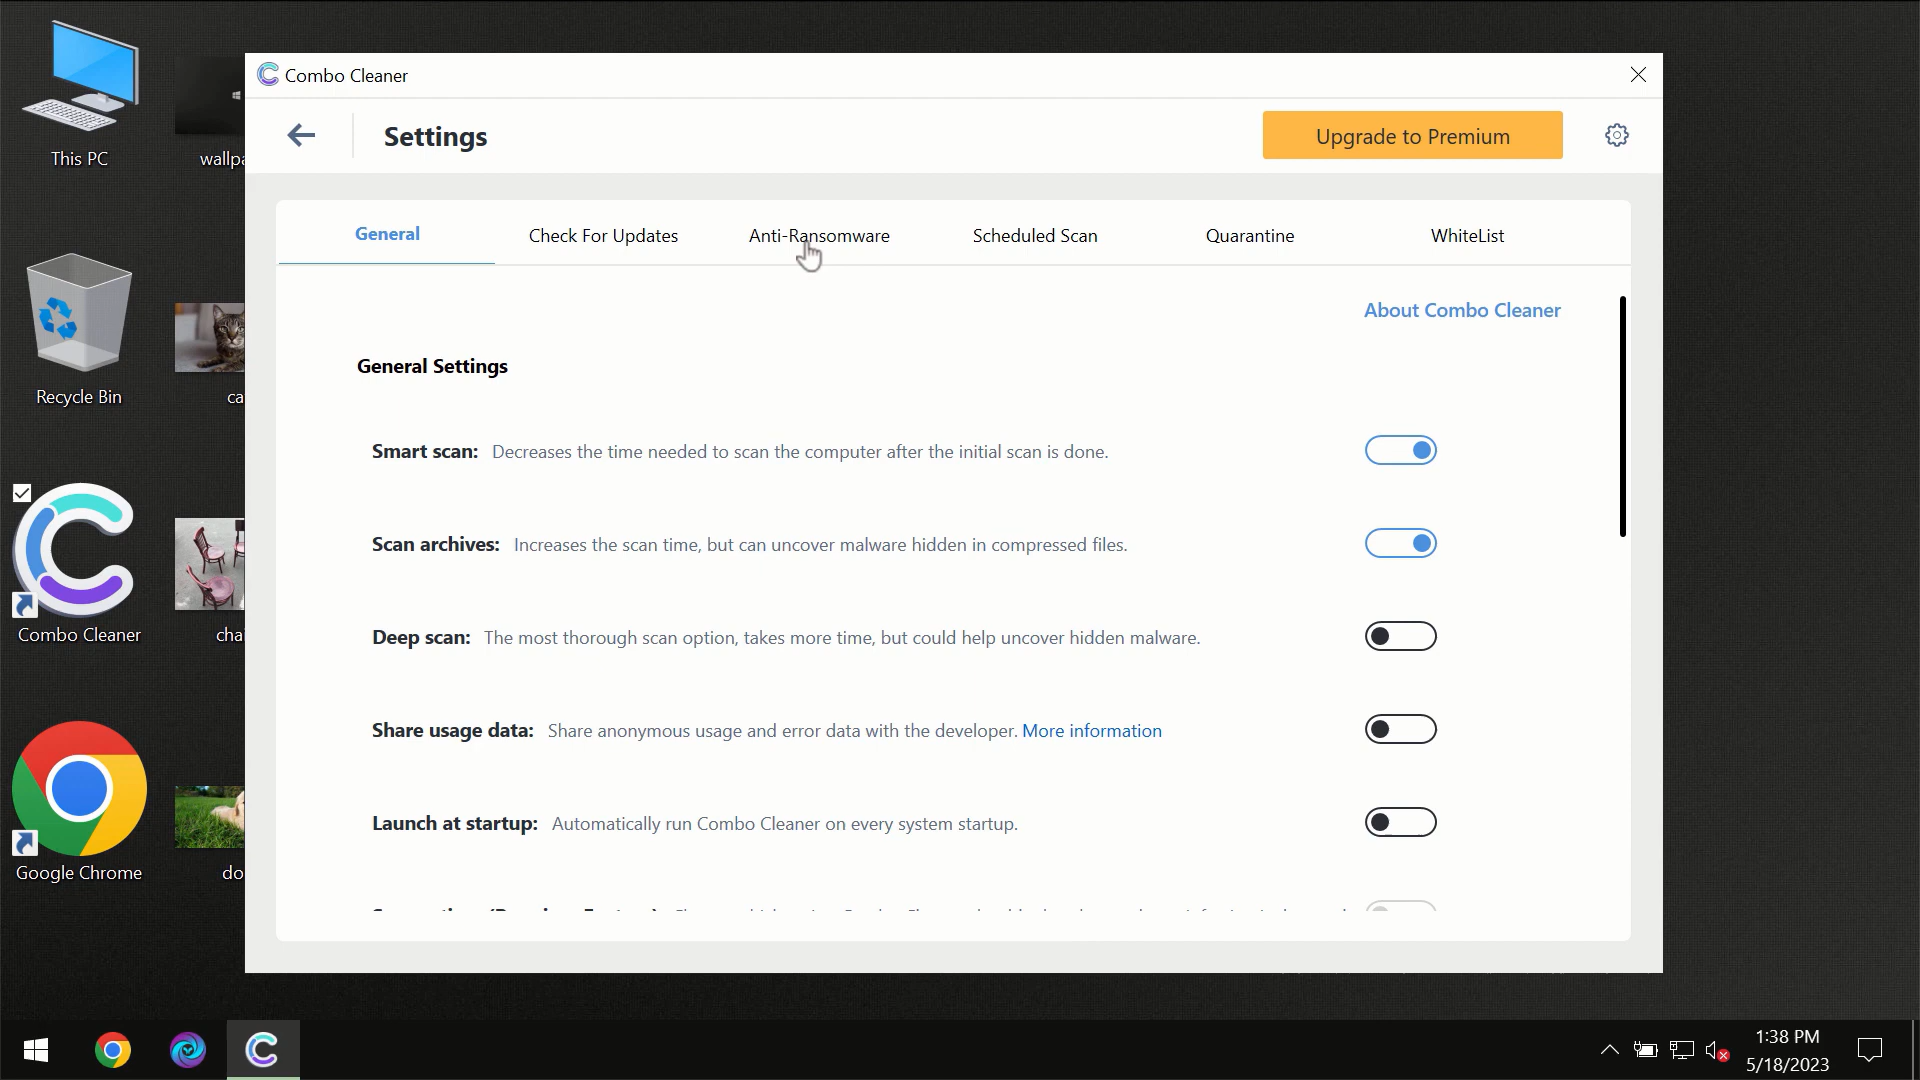 This PC
wallpa
Recycle Bin
ca
Combo Cleaner
chai
Google Chrome
do
Combo Cleaner
Settings
Upgrade to Premium
General
Check For Updates
Anti-Ransomware
Scheduled Scan
Quarantine
WhiteList
About Combo Cleaner
General Settings
Smart scan: Decreases the time needed to scan the computer after the initial scan is done.
Scan archives: Increases the scan time, but can uncover malware hidden in compressed files.
Deep scan: The most thorough scan option, takes more time, but could help uncover hidden malware.
Share usage data: Share anonymous usage and error data with the developer. More information
Launch at startup: Automatically run Combo Cleaner on every system startup.
1:38 PM
5/18/2023